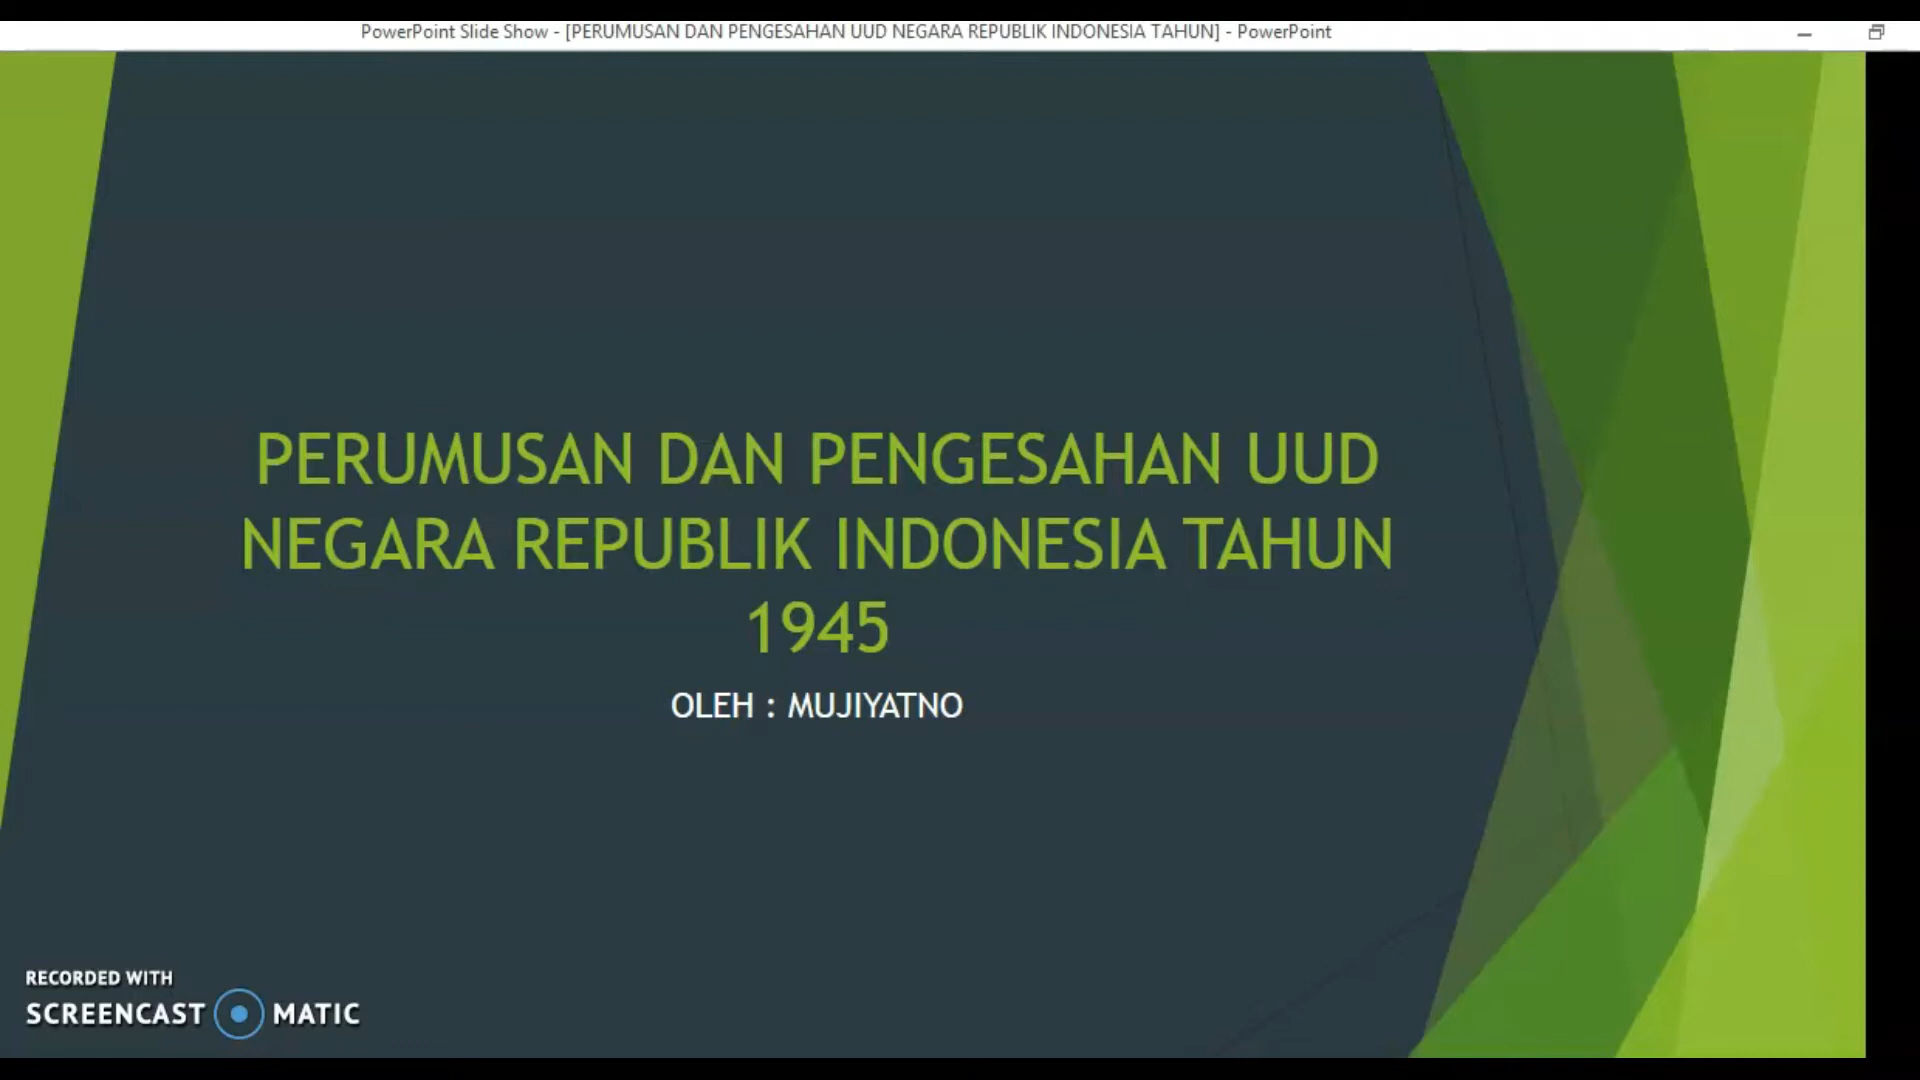 PowerPoint Slide Show - [PERUMUSAN DAN PENGESAHAN UUD NEGARA REPUBLIK INDONESIA TAHUN] - PowerPoint
PERUMUSAN DAN PENGESAHAN UUD
NEGARA REPUBLIK INDONESIA TAHUN
1945
OLEH : MUJIYATNO
RECORDED WITH
SCREENCAST MATIC